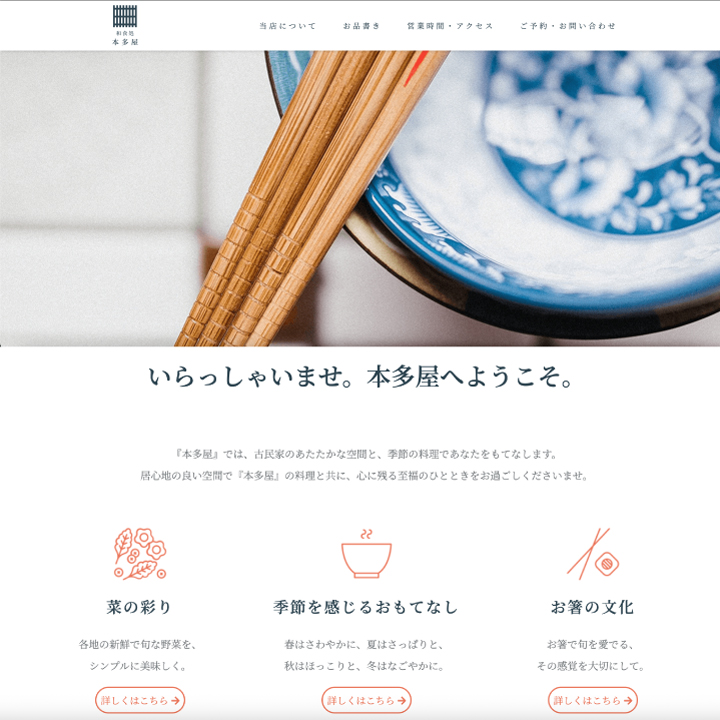 和食処
本多屋
当店について
お品書き
営業時間・アクセス
ご予約・お問い合わせ
いらっしゃいませ。本多屋へようこそ。
『本多屋』では、古民家のあたたかな空間と、季節の料理であなたをもてなします。
居心地の良い空間で『本多屋』の料理と共に、心に残る至福のひとときをお過ごしくださいませ。
菜の彩り
各地の新鮮で旬な野菜を、
シンプルに美味しく。
詳しくはこちら
季節を感じるおもてなし
春はさわやかに、夏はさっぱりと、
秋はほっこりと、冬はなごやかに。
詳しくはこちら
お箸の文化
お箸で旬を愛でる、
その感覚を大切にして。
詳しくはこちら